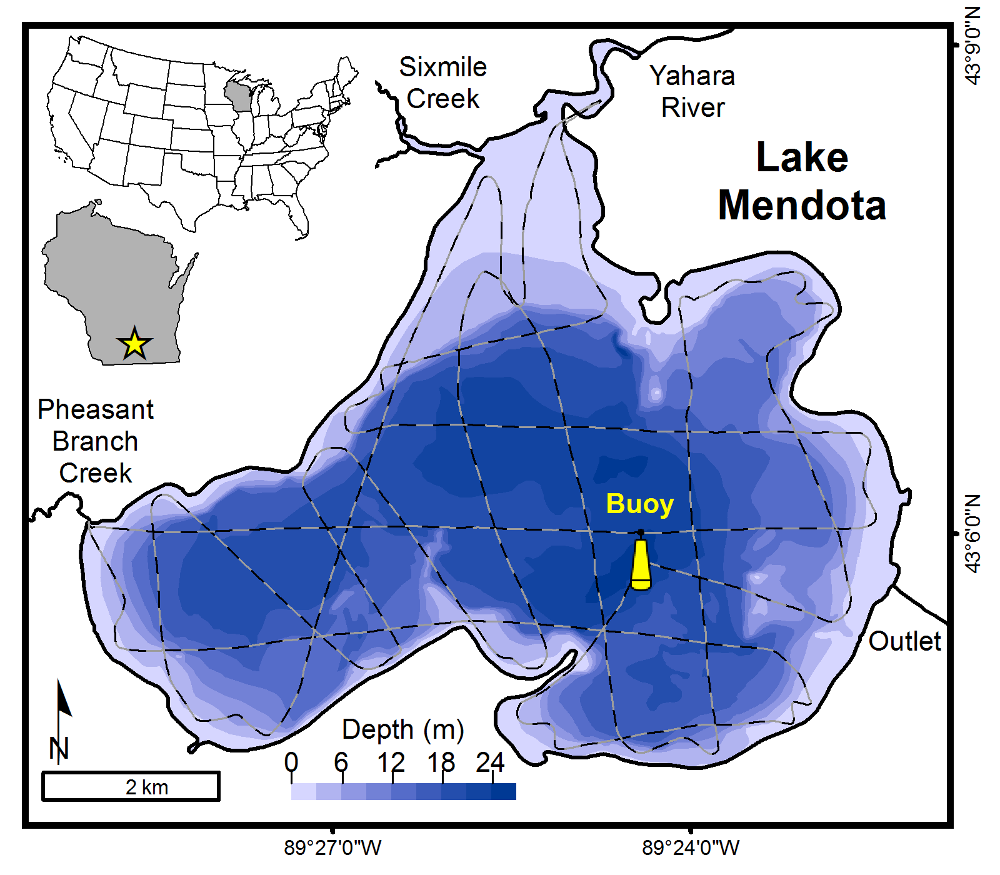 43°9'0"N
Sixmile
Creek
Yahara
River
Lake
Mendota
Pheasant
Branch
Creek
Buoy
43°6'0"N
Outlet
N
Depth (m)
0 6 12 18 24
2 km
89°27'0"W
89°24'0"W